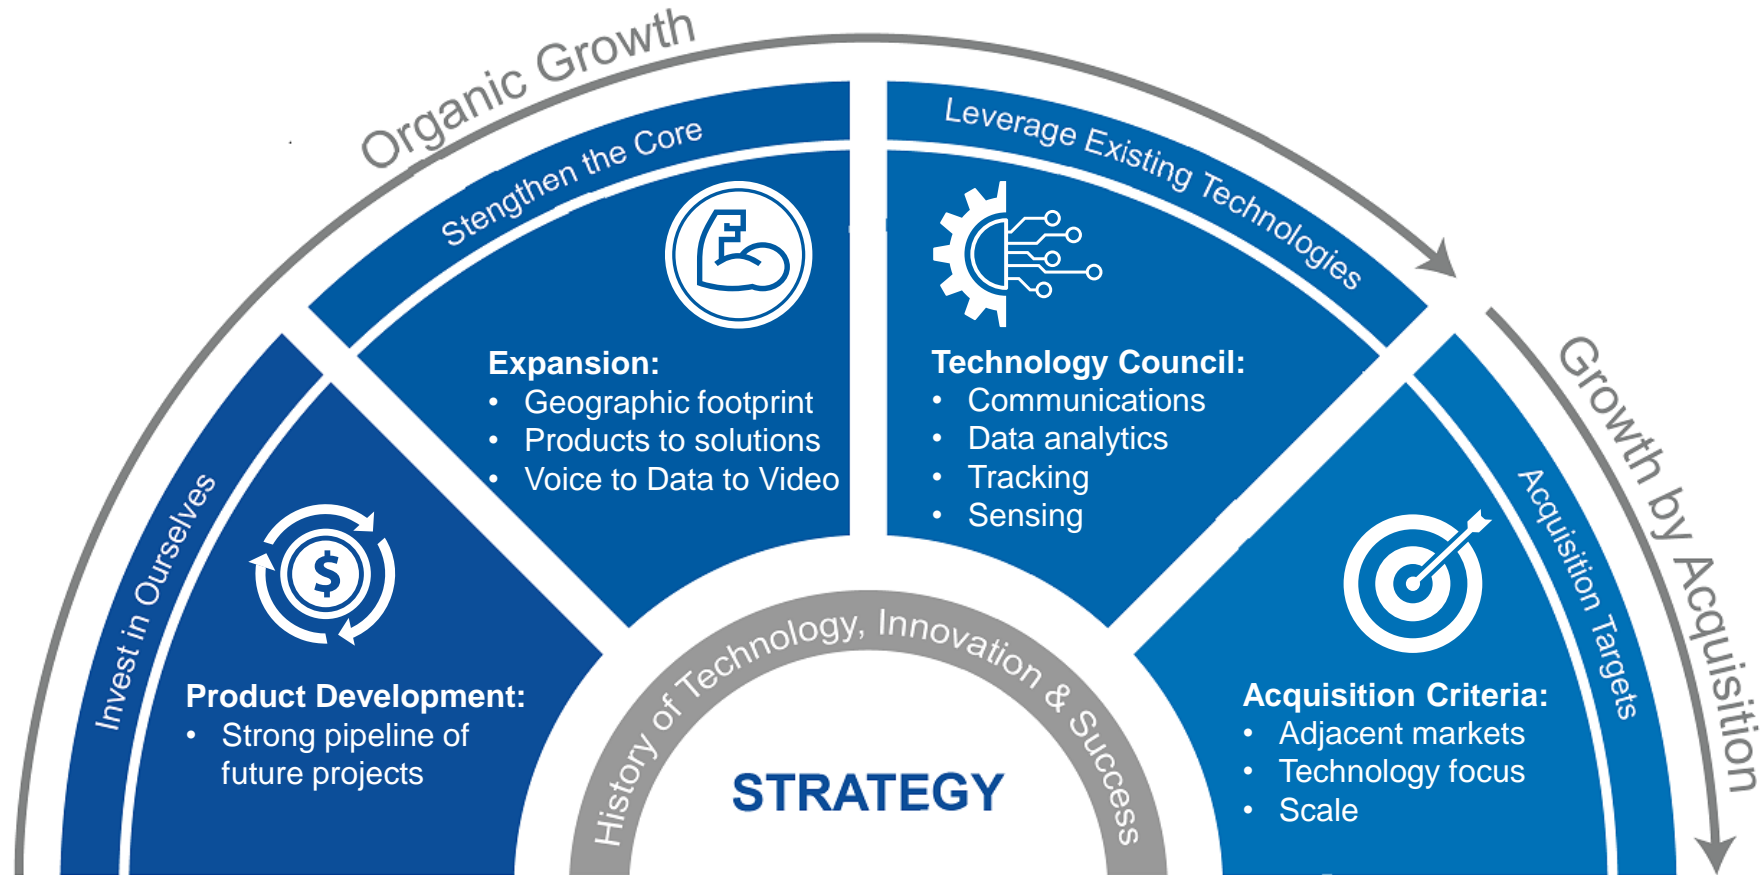 Organic Growth
Growth by Acquisition
Invest in Ourselves
Product Development:
• Strong pipeline of
future projects
Stengthen the Core
Expansion:
• Geographic footprint
• Products to solutions
• Voice to Data to Video
Leverage Existing Technologies
Technology Council:
• Communications
• Data analytics
• Tracking
• Sensing
Acquisition Targets
Acquisition Criteria:
• Adjacent markets
• Technology focus
• Scale
History of Technology, Innovation & Success
STRATEGY
$